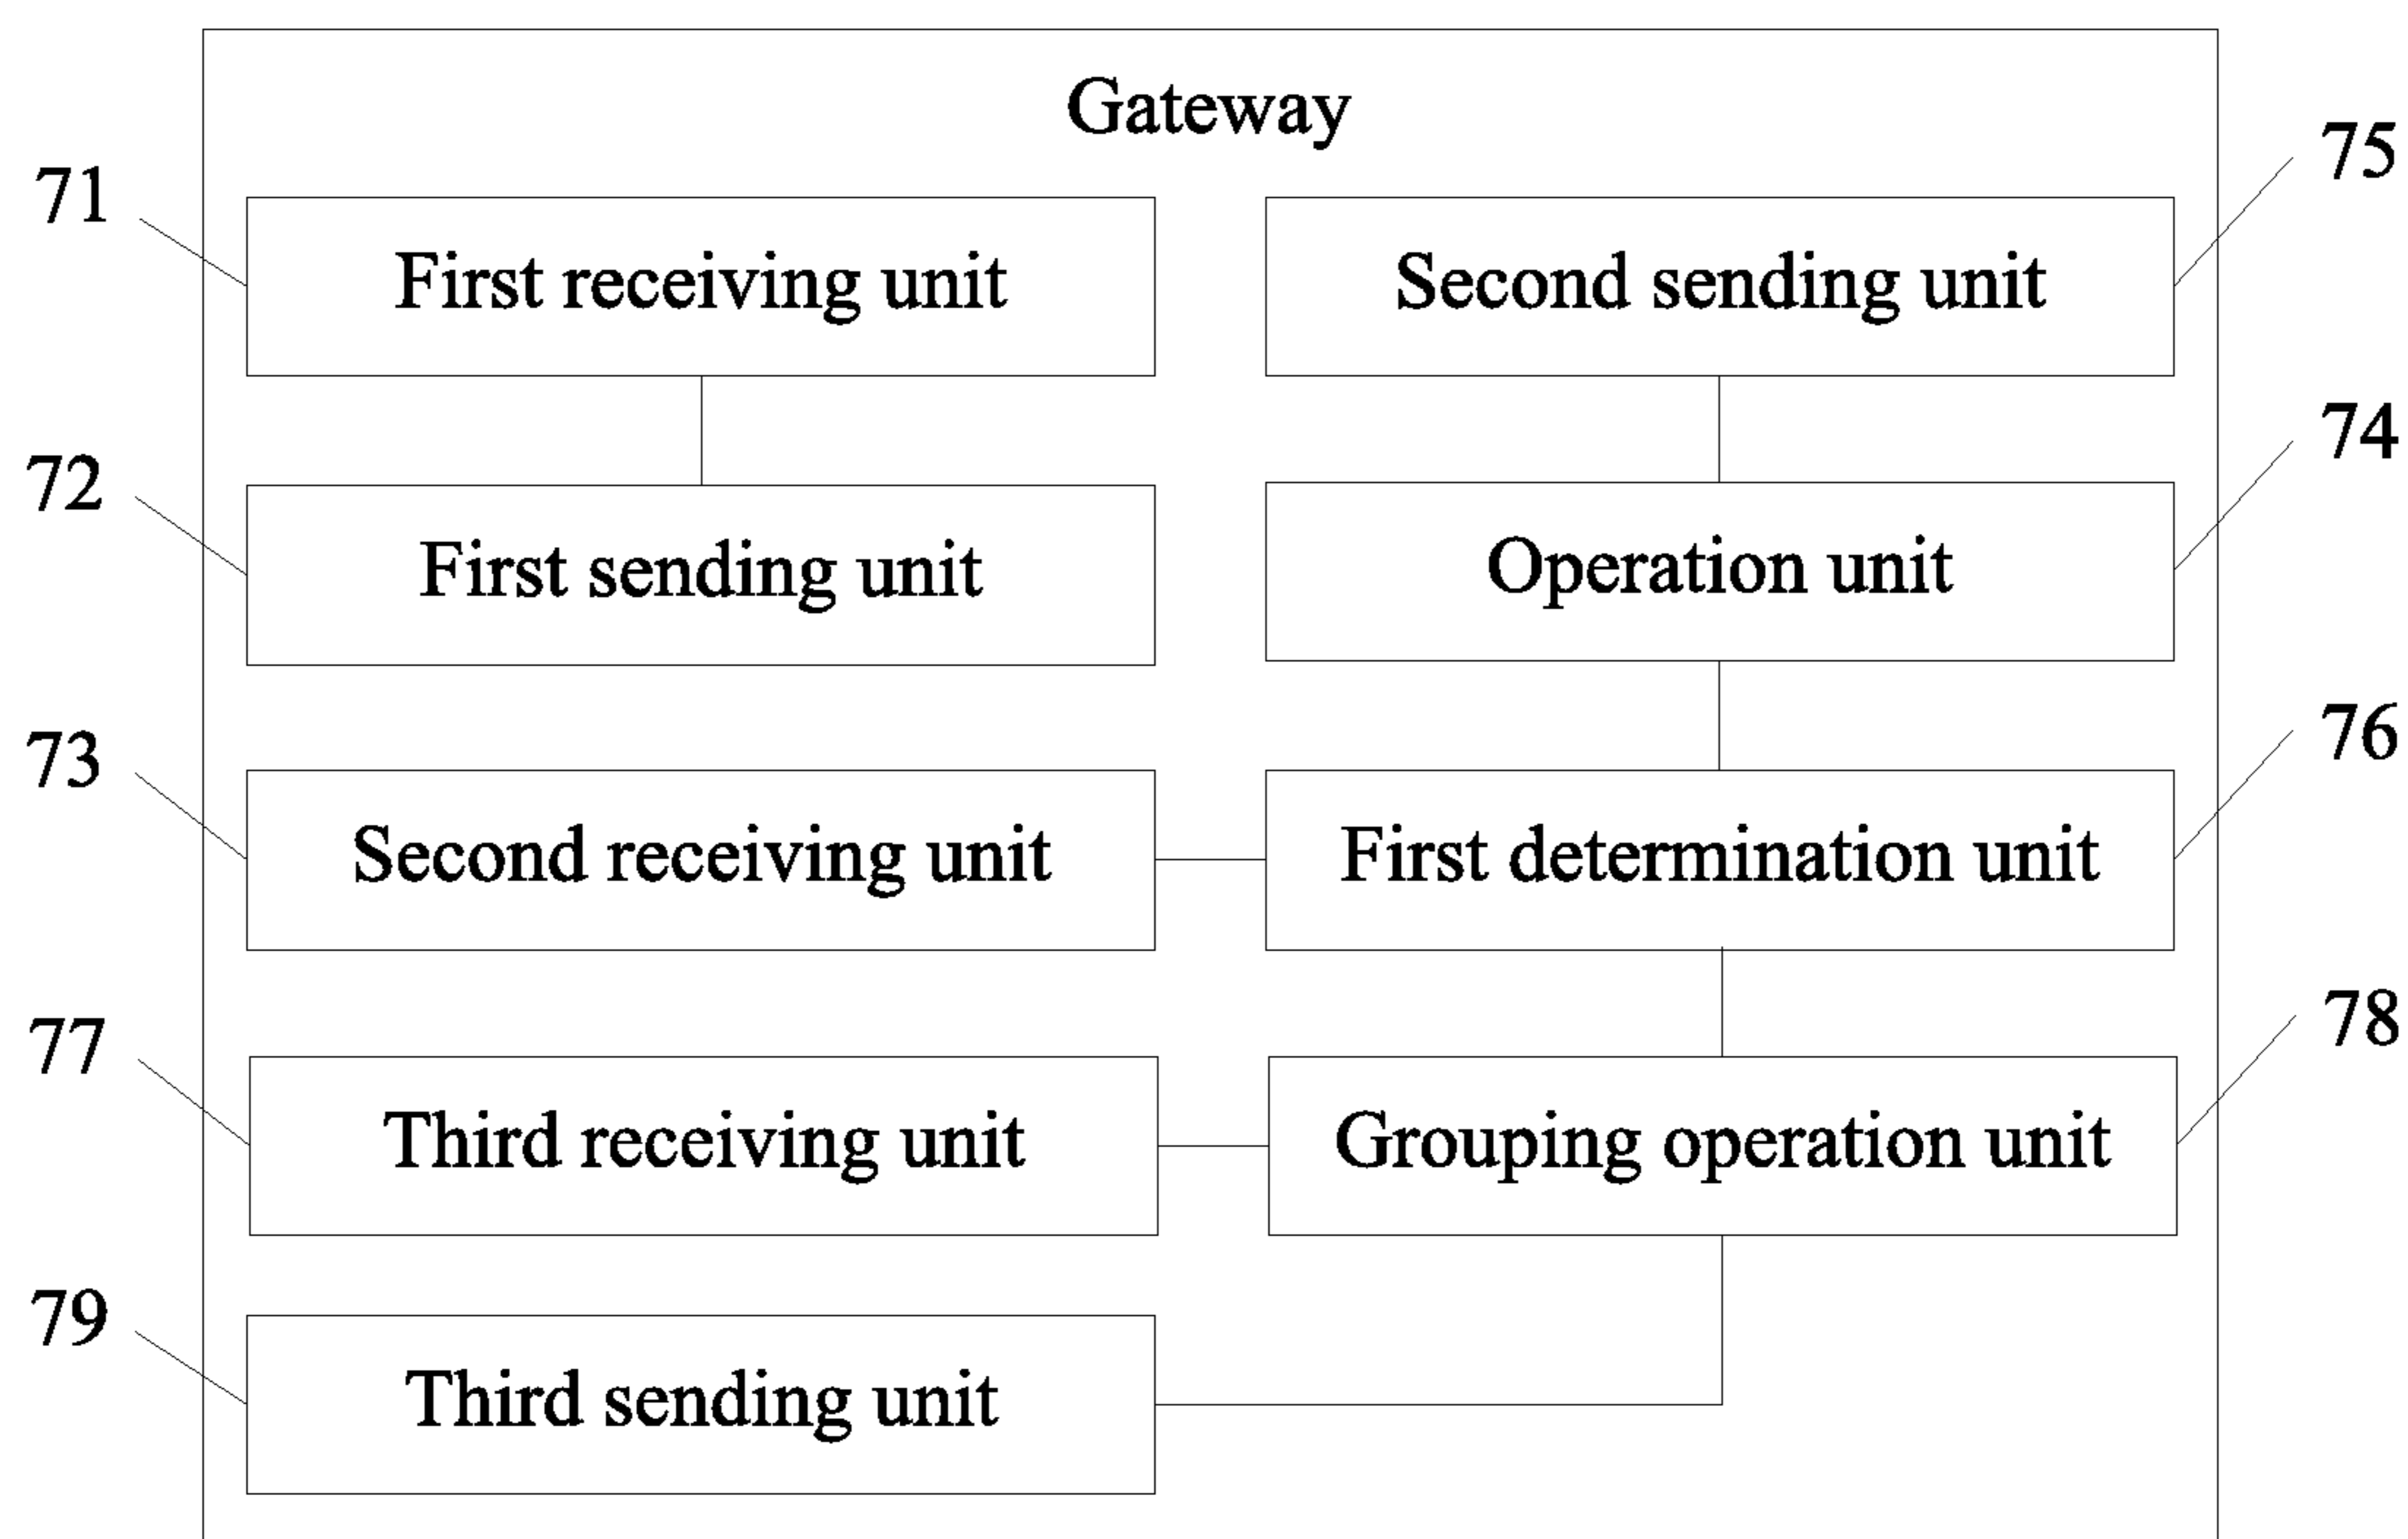 Gateway
71
First receiving unit
Second sending unit
75
72
First sending unit
Operation unit
74
73
Second receiving unit
First determination unit
76
77
Third receiving unit
Grouping operation unit
78
79
Third sending unit